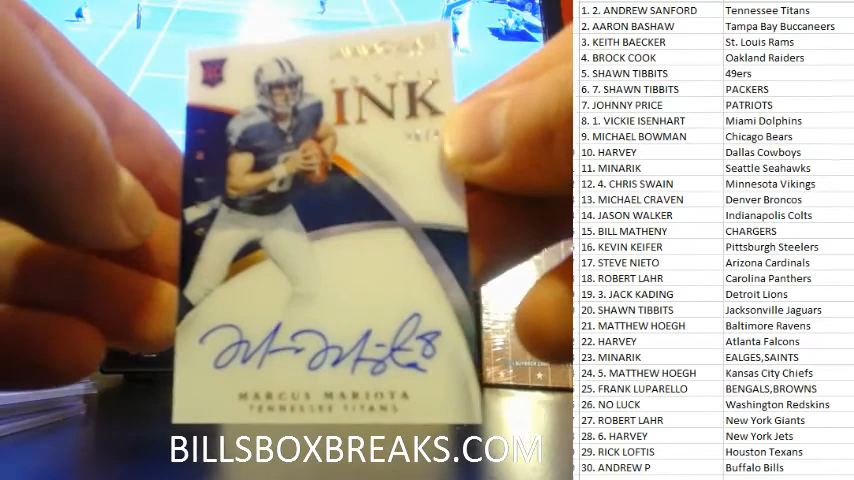 RC
INK
MARCUS MARIOTA
TENNESSEE TITANS
BILLSBOXBREAKS.COM
1. 2. ANDREW SANFORD Tennessee Titans
2. AARON BASHAW Tampa Bay Buccaneers
3. KEITH BAECKER St. Louis Rams
4. BROCK COOK Oakland Raiders
5. SHAWN TIBBITS 49ers
6. 7. SHAWN TIBBITS PACKERS
7. JOHNNY PRICE PATRIOTS
8. 1. VICKIE ISENHART Miami Dolphins
9. MICHAEL BOWMAN Chicago Bears
10. HARVEY Dallas Cowboys
11. MINARIK Seattle Seahawks
12. 4. CHRIS SWAIN Minnesota Vikings
13. MICHAEL CRAVEN Denver Broncos
14. JASON WALKER Indianapolis Colts
15. BILL MATHENY CHARGERS
16. KEVIN KEIFER Pittsburgh Steelers
17. STEVE NIETO Arizona Cardinals
18. ROBERT LAHR Carolina Panthers
19. 3. JACK KADING Detroit Lions
20. SHAWN TIBBITS Jacksonville Jaguars
21. MATTHEW HOEGH Baltimore Ravens
22. HARVEY Atlanta Falcons
23. MINARIK EALGES,SAINTS
24. 5. MATTHEW HOEGH Kansas City Chiefs
25. FRANK LUPARELLO BENGALS,BROWNS
26. NO LUCK Washington Redskins
27. ROBERT LAHR New York Giants
28. 6. HARVEY New York Jets
29. RICK LOFTIS Houston Texans
30. ANDREW P Buffalo Bills